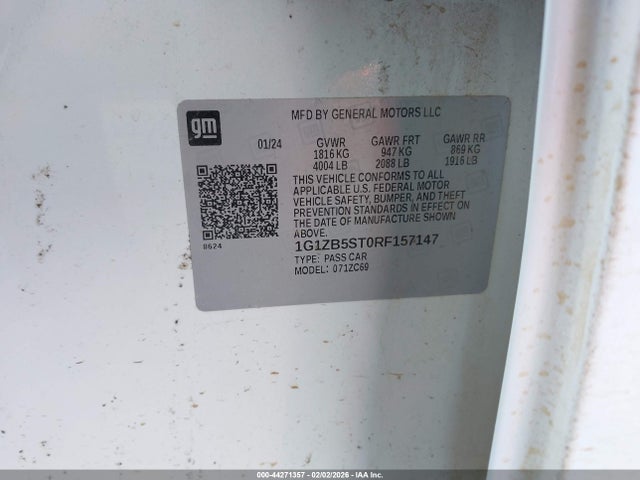 gm
MFD BY GENERAL MOTORS LLC
01/24 GVWR GAWR FRT GAWR RR
1816 KG 947 KG 869 KG
4004 LB 2088 LB 1916 LB
THIS VEHICLE CONFORMS TO ALL
APPLICABLE U.S. FEDERAL MOTOR
VEHICLE SAFETY, BUMPER, AND THEFT
PREVENTION STANDARDS IN EFFECT ON
THE DATE OF MANUFACTURE SHOWN
ABOVE.
8624
1G1ZB5ST0RF157147
TYPE: PASS CAR
MODEL: 071ZC69
000-44271357 - 02/02/2026 - IAA Inc.